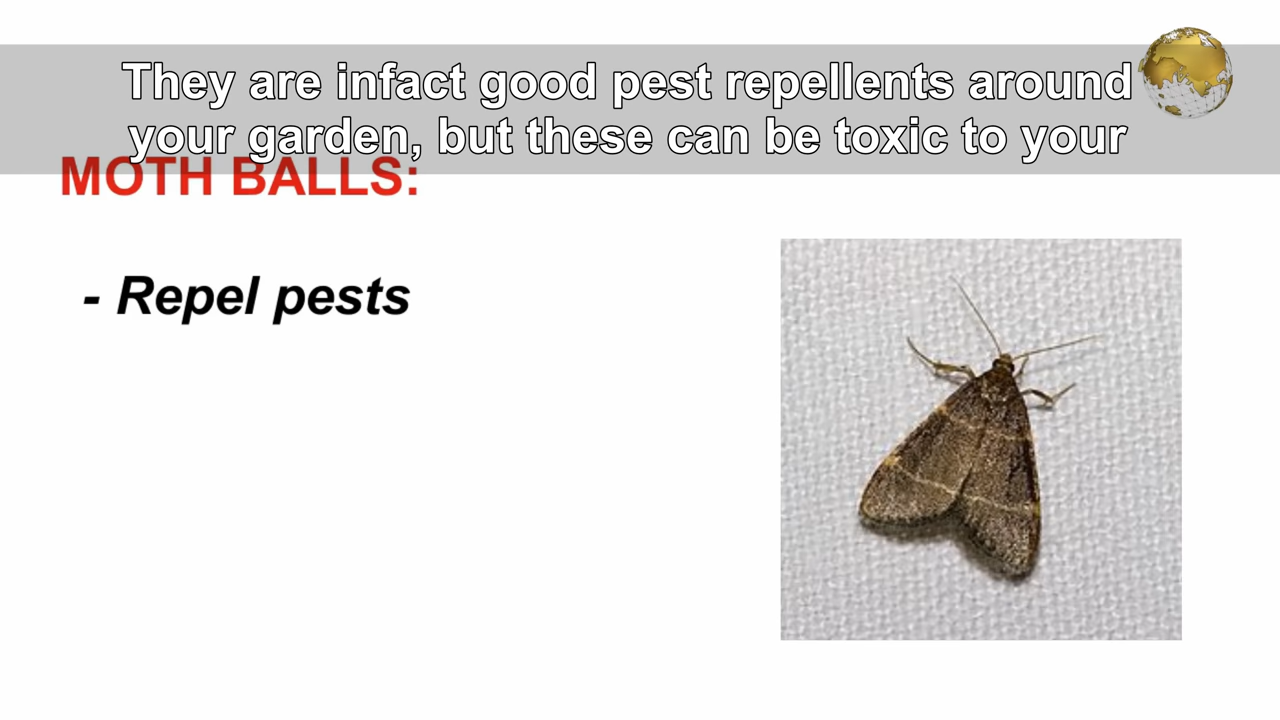 They are infact good pest repellents around
your garden, but these can be toxic to your
MOTH BALLS:
- Repel pests